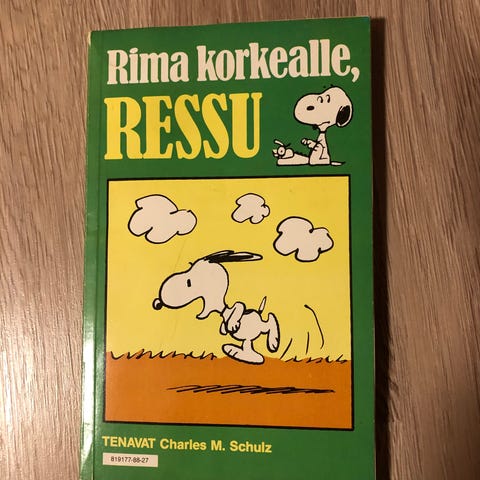 Rima korkealle,
RESSU
TENAVAT Charles M. Schulz
819177-88-27